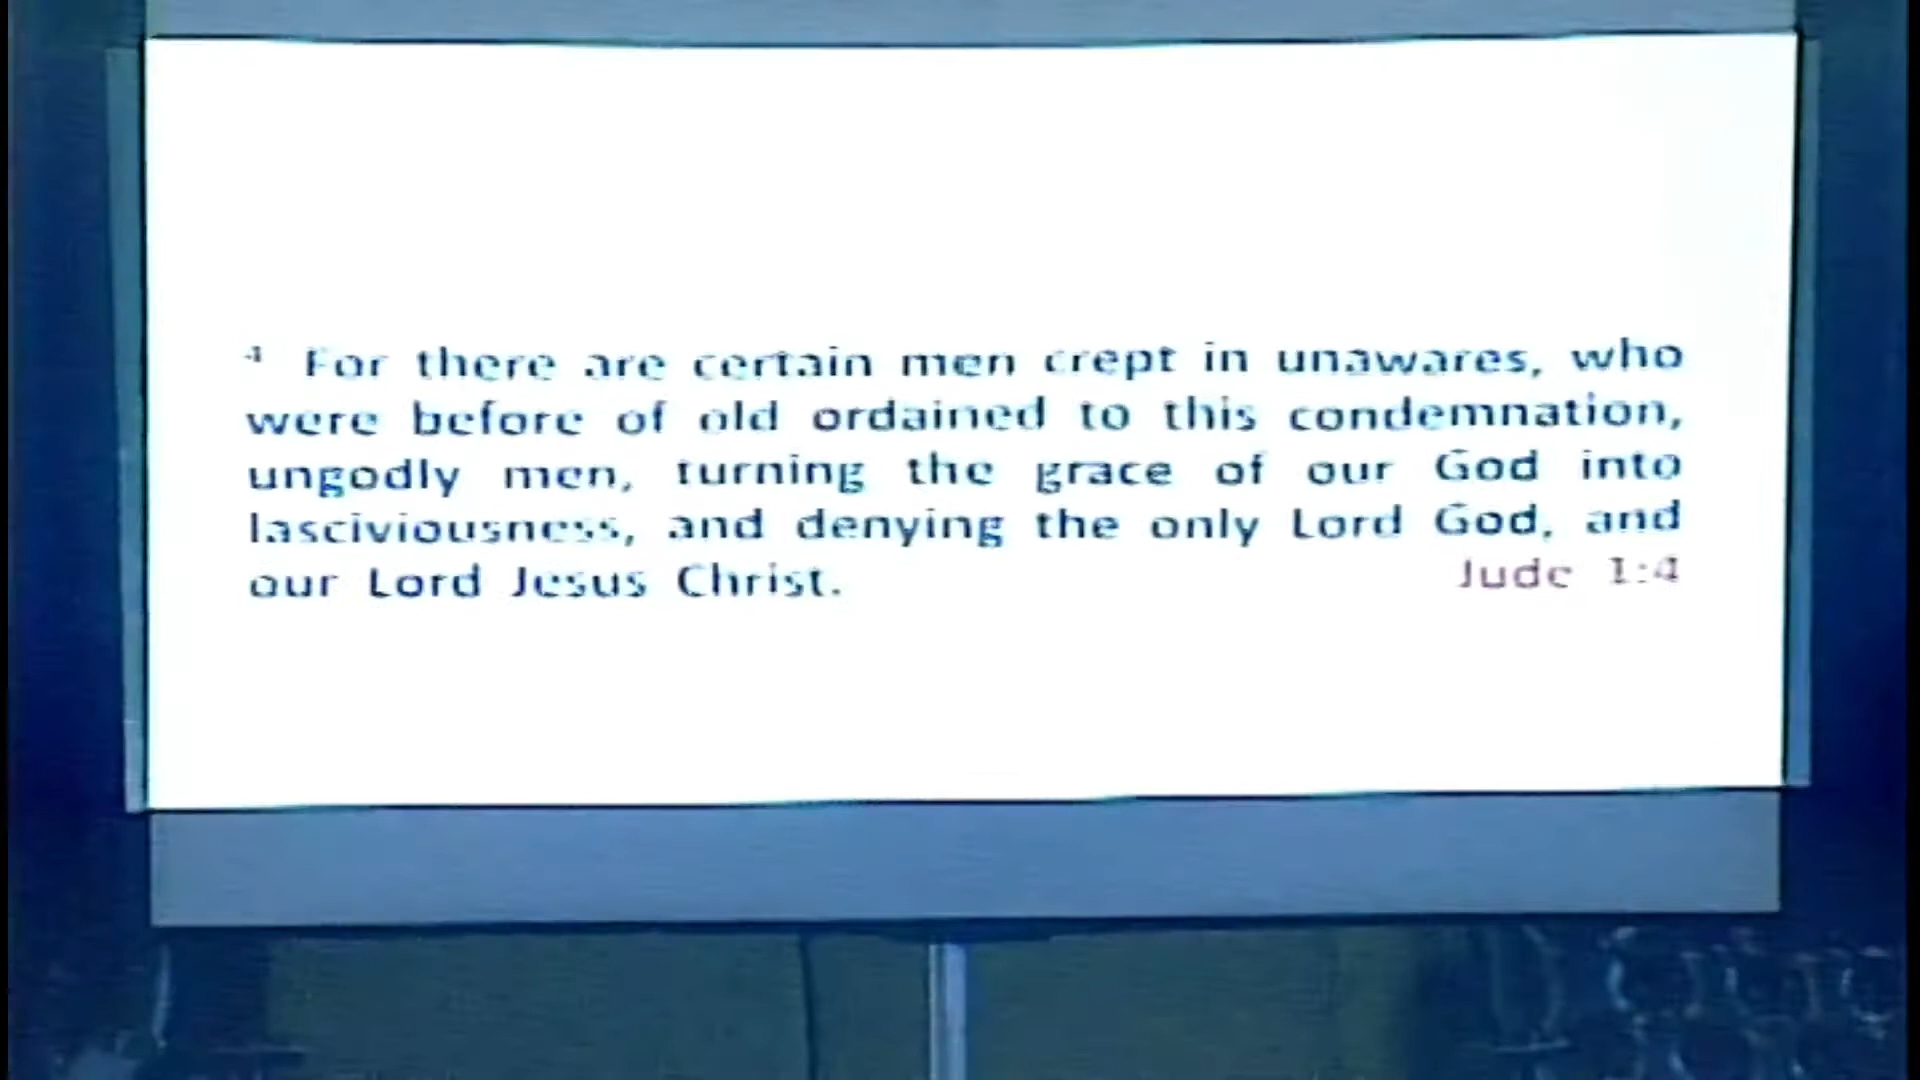 4 For there are certain men crept in unawares, who
were before of old ordained to this condemnation,
ungodly men, turning the grace of our God into
lasciviousness, and denying the only Lord God, and
our Lord Jesus Christ. Jude 1:4